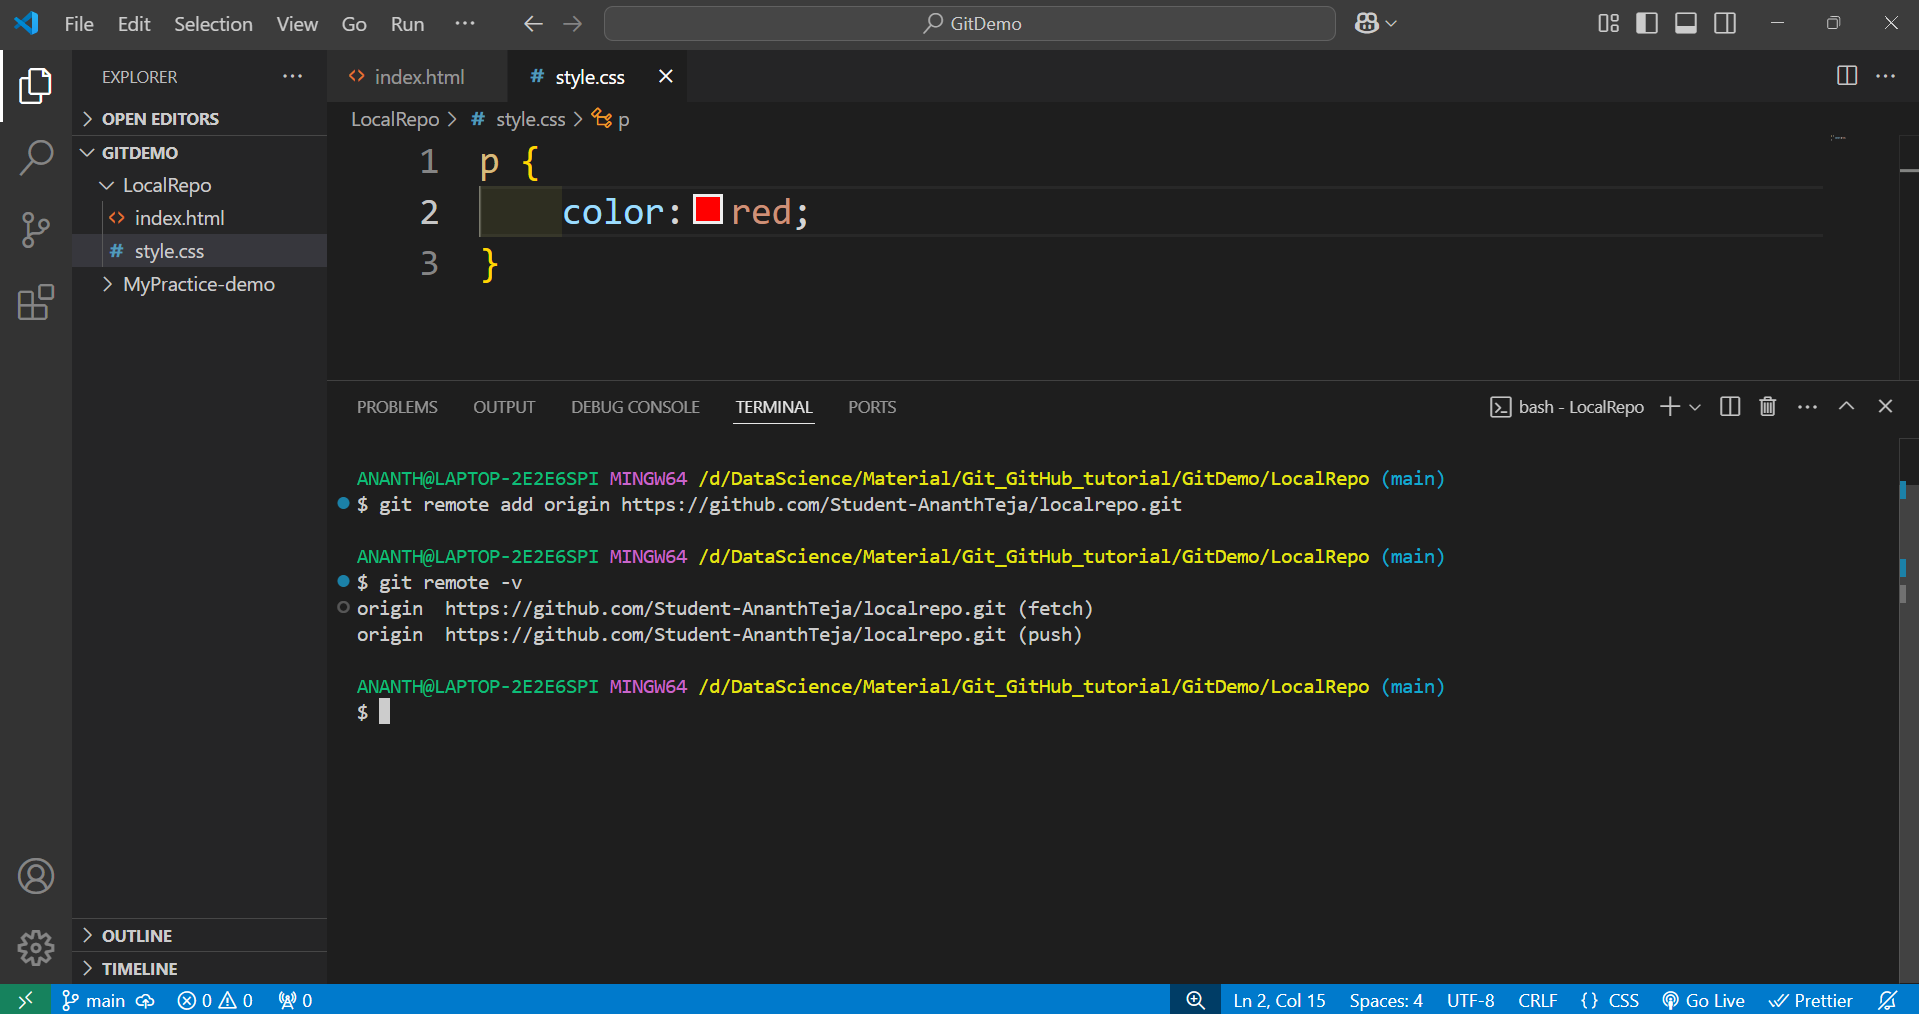 File Edit Selection View Go Run ··· GitDemo
EXPLORER
OPEN EDITORS
GITDEMO
LocalRepo
<> index.html
# style.css
MyPractice-demo
OUTLINE
TIMELINE
<> index.html # style.css
LocalRepo > # style.css > p
1 p {
2 color: red;
3 }
PROBLEMS OUTPUT DEBUG CONSOLE TERMINAL PORTS bash - LocalRepo
ANANTH@LAPTOP-2E2E6SPI MINGW64 /d/DataScience/Material/Git_GitHub_tutorial/GitDemo/LocalRepo (main)
$ git remote add origin https://github.com/Student-AnanthTeja/localrepo.git
ANANTH@LAPTOP-2E2E6SPI MINGW64 /d/DataScience/Material/Git_GitHub_tutorial/GitDemo/LocalRepo (main)
$ git remote -v
origin https://github.com/Student-AnanthTeja/localrepo.git (fetch)
origin https://github.com/Student-AnanthTeja/localrepo.git (push)
ANANTH@LAPTOP-2E2E6SPI MINGW64 /d/DataScience/Material/Git_GitHub_tutorial/GitDemo/LocalRepo (main)
$
main 0 0 0 Ln 2, Col 15 Spaces: 4 UTF-8 CRLF {} CSS Go Live Prettier